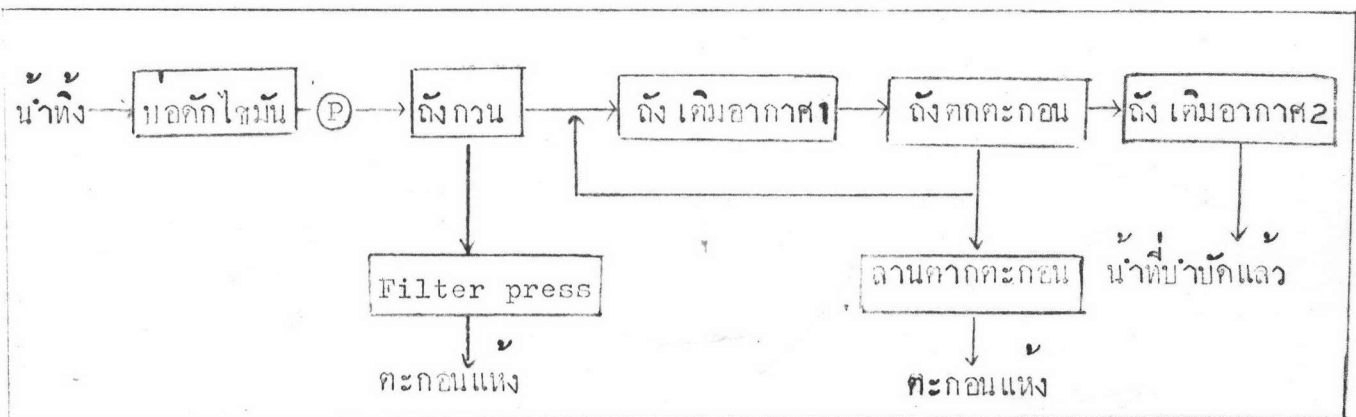 น้ำทิ้ง บ่อดักไขมัน P ถังกวน ถังเติมอากาศ1 ถังตกตะกอน ถังเติมอากาศ2
Filter press ลานตากตะกอน น้ำที่บำบัดแล้ว
ตะกอนแห้ง ตะกอนแห้ง